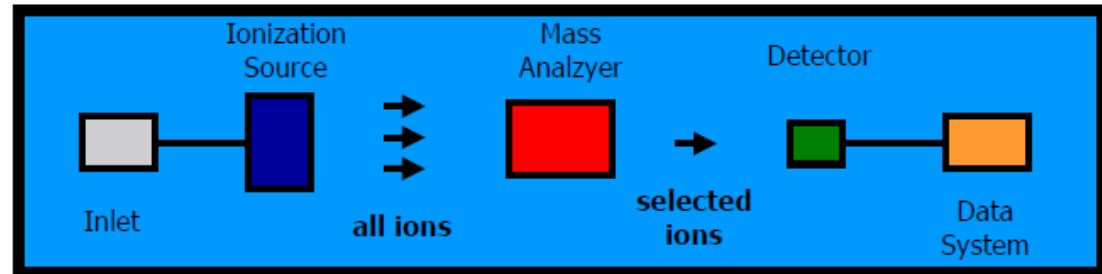 Ionization
Source
Mass
Analzyer
Detector
Inlet
all ions
selected
ions
Data
System